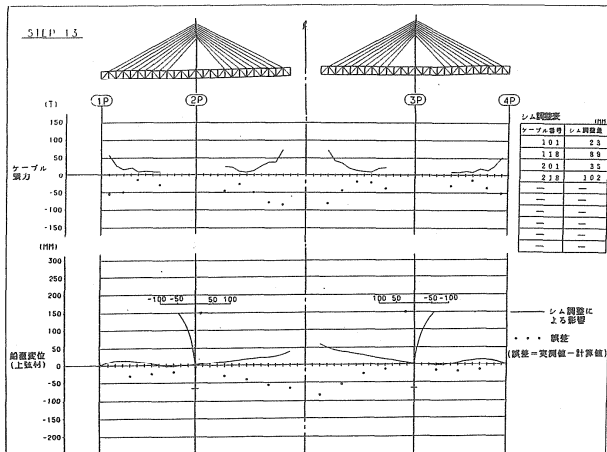 STEP 13
1P
2P
3P
4P
(T)
150
100
50
0
-50
-100
-150
ケーブル
張力
シム調整表 (MM)
ケーブル番号 シム調整量
101 23
118 89
201 35
218 102
— —
— —
— —
— —
— —
(MM)
300
250
200
150
100
50
0
-50
-100
-150
-200
鉛直変位
(上弦材)
-100 -50 50 100
100 50 -50 -100
シム調整に
よる影響
誤差
(誤差=実測値-計算値)